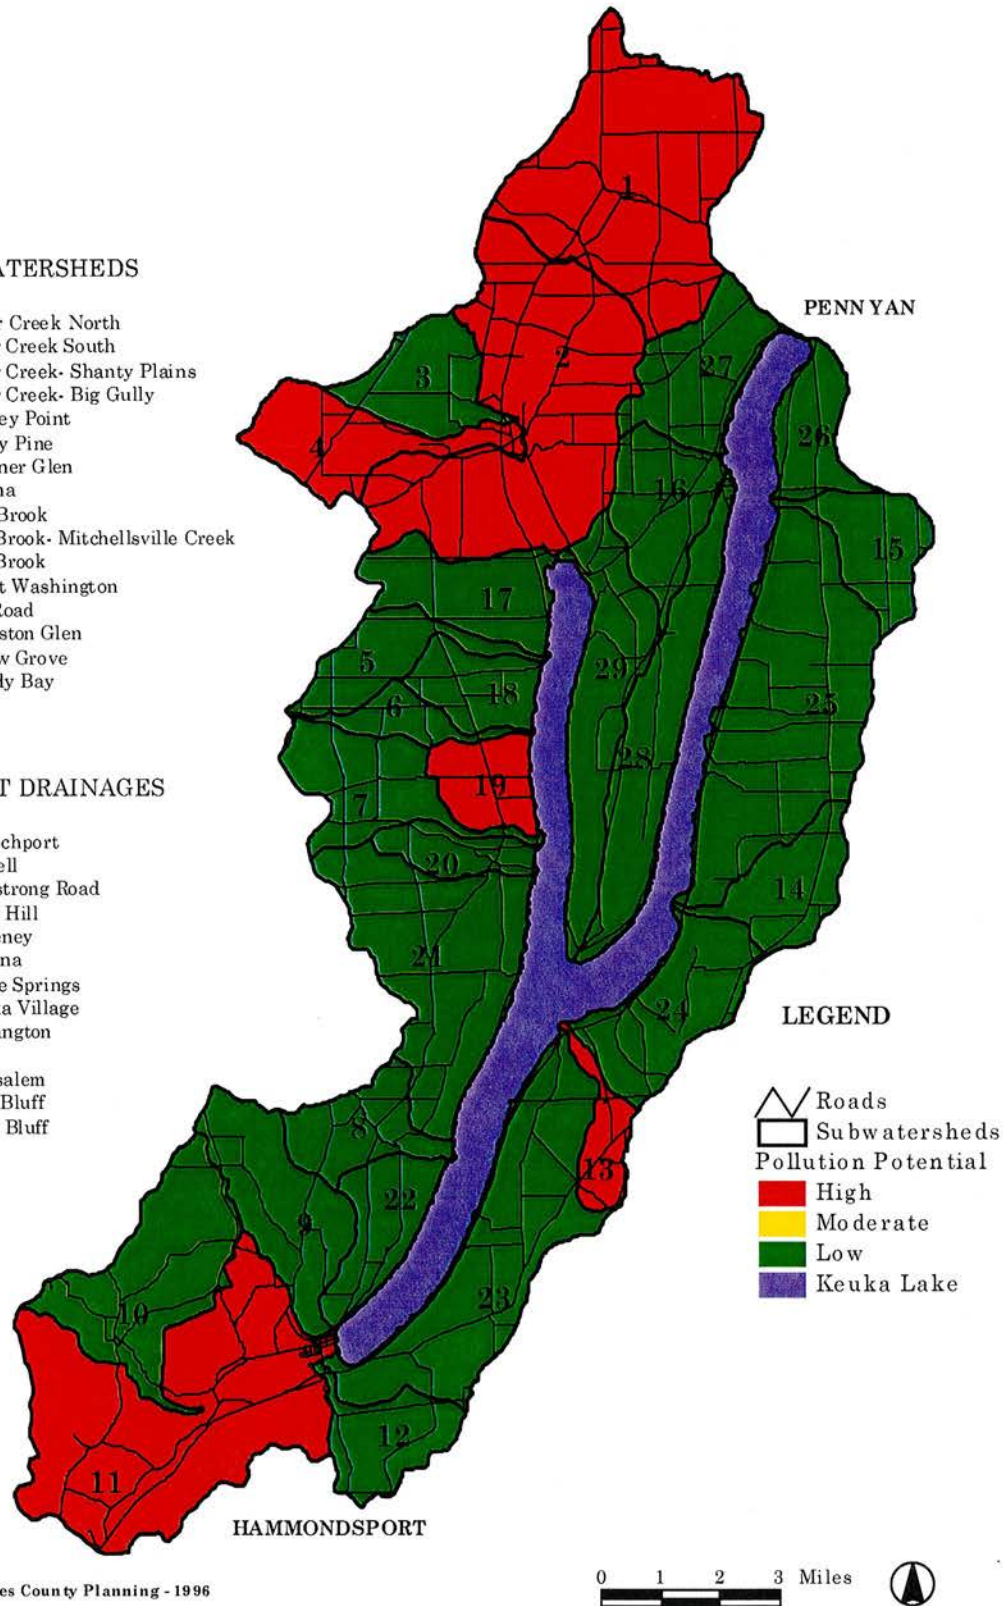 ATERSHEDS
r Creek North
r Creek South
r Creek- Shanty Plains
r Creek- Big Gully
ey Point
y Pine
ner Glen
na
Brook
Brook- Mitchellsville Creek
Brook
t Washington
Road
ston Glen
w Grove
dy Bay
T DRAINAGES
chport
ell
strong Road
Hill
eney
na
e Springs
a Village
ington
salem
Bluff
Bluff
1
PENN YAN
2
27
3
26
4
16
15
17
5
29
18
6
25
28
19
7
20
14
21
24
LEGEND
Roads
Subwatersheds
Pollution Potential
High
Moderate
Low
Keuka Lake
8
13
22
9
23
10
12
11
HAMMONDSPORT
es County Planning - 1996
0 1 2 3 Miles